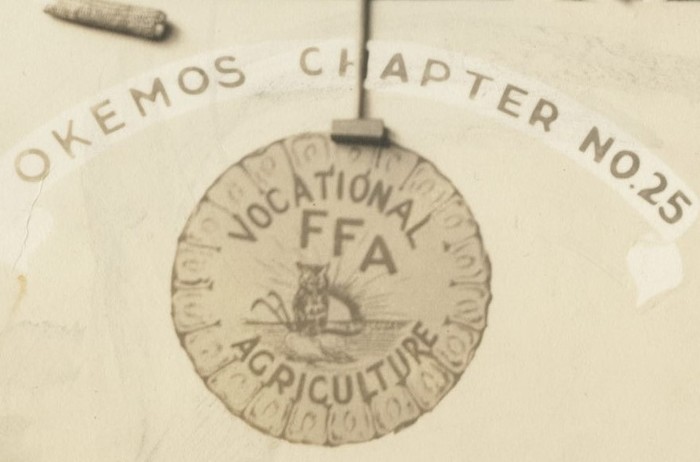 OKEMOS CHAPTER NO.25
VOCATIONAL
FFA
AGRICULTURE